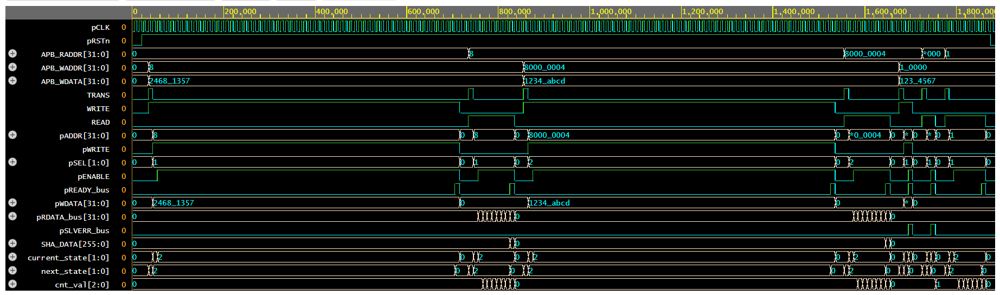 0 200,000 400,000 600,000 800,000 1,000,000 1,200,000 1,400,000 1,600,000 1,800,000
pCLK 0
pRSTn 0
APB_RADDR[31:0] 0 0 8 8000_0004 *000 1
APB_WADDR[31:0] 0 0 8 8000_0004 1_0000
APB_WDATA[31:0] 0 0 2468_1357 1234_abcd 123_4567
TRANS 0
WRITE 0
READ 0
pADDR[31:0] 0 0 8 0 8 0 8000_0004 0 *0_0004 0 * 0 * 0 1 0
pWRITE 0
pSEL[1:0] 0 0 1 0 1 0 2 0 2 0 1 0 1 0 1 0
pENABLE 0
pREADY_bus 0
pWDATA[31:0] 0 0 2468_1357 0 1234_abcd 0 * 0
pRDATA_bus[31:0] 0 0 0 0
pSLVERR_bus 0
SHA_DATA[255:0] 0 0 0 0
current_state[1:0] 0 0 2 0 2 0 2 0 2 0 0 0 2 0
next_state[1:0] 0 0 2 0 2 0 2 0 2 0 0 0 2 0
cnt_val[2:0] 0 0 0 0 1 0